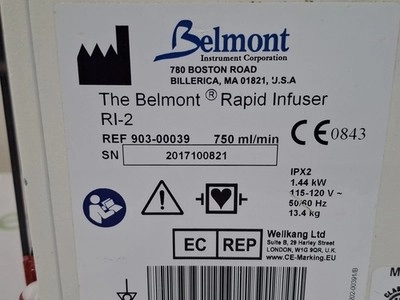 Belmont
Instrument Corporation
780 BOSTON ROAD
BILLERICA, MA 01821, U.S.A
The Belmont ® Rapid Infuser
RI-2
REF 903-00039 750 ml/min
SN 2017100821
CE 0843
IPX2
1.44 kW
115-120 V ~
50/60 Hz
13.4 kg
EC REP
Wellkang Ltd
Suite B, 29 Harley Street
LONDON, W1G 9QR, U.K.
www.CE-Marking.EU